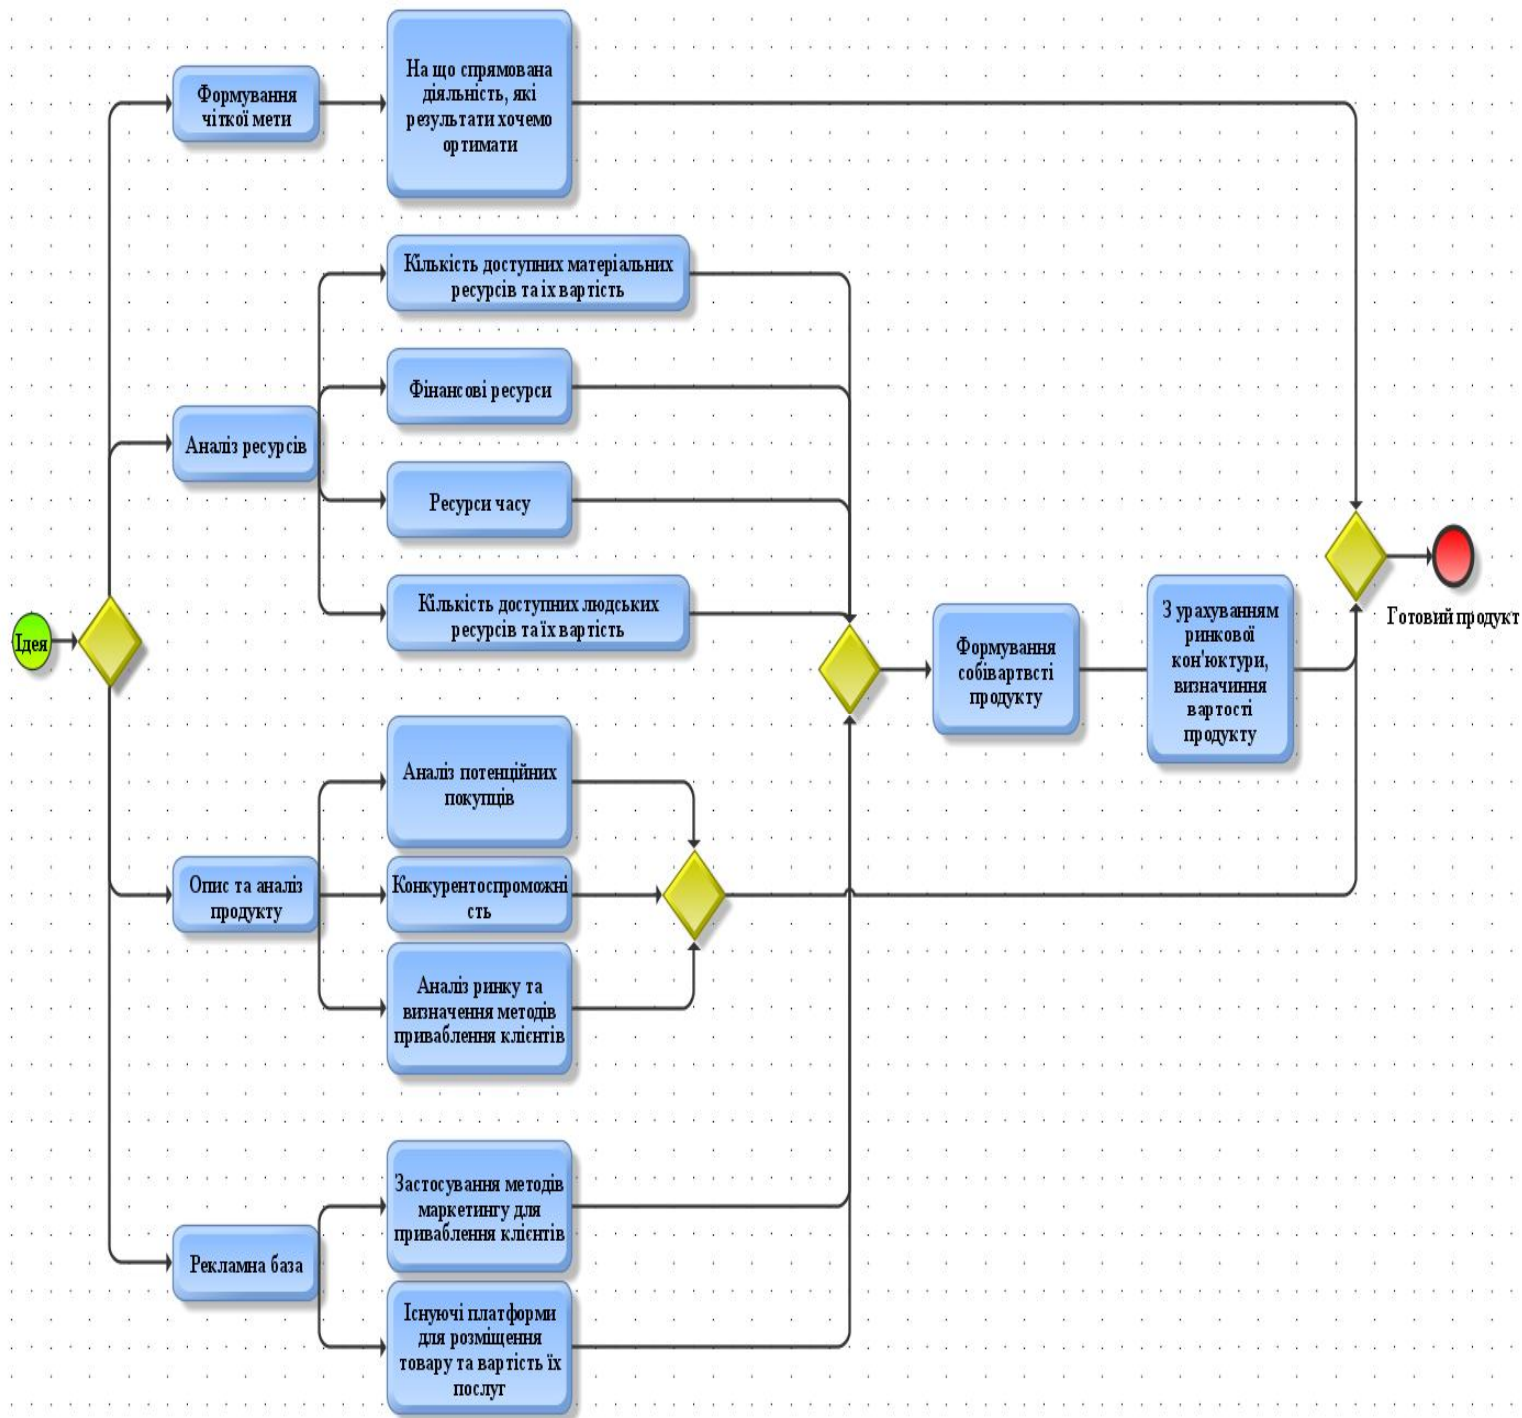 Формування
чіткої мети
На що спрямована
діяльність, які
результати хочемо
ортимати
Кількість доступних матеріальних
ресурсів та іх вартість
Фінансові ресурси
Аналіз ресурсів
Ресурси часу
Кількість доступних людських
ресурсів та їх вартість
Ідея
Формування
собівартвсті
продукту
З урахуванням
ринкової
кон'юктури,
визначиння
вартості
продукту
Готовий продукт
Аналіз потенційних
покупців
Опис та аналіз
продукту
Конкурентоспроможні
сть
Аналіз ринку та
визначення методів
приваблення клієнтів
Застосування методів
маркетингу для
приваблення клієнтів
Рекламна база
Існуючі платформи
для розміщення
товару та вартість їх
послуг